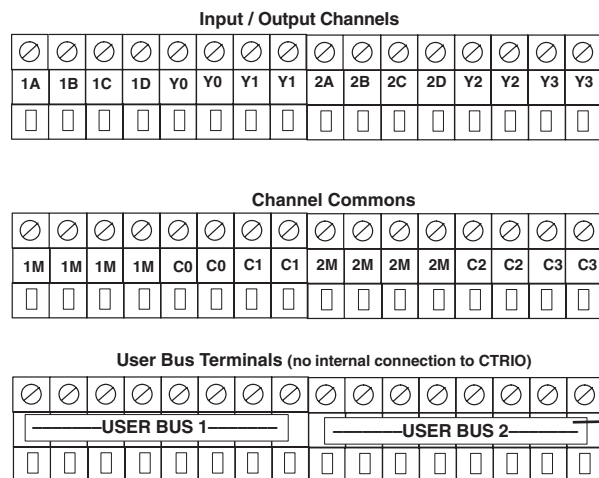 Input / Output Channels
1A 1B 1C 1D Y0 Y0 Y1 Y1 2A 2B 2C 2D Y2 Y2 Y3 Y3
Channel Commons
1M 1M 1M 1M C0 C0 C1 C1 2M 2M 2M 2M C2 C2 C3 C3
User Bus Terminals (no internal connection to CTRIO)
USER BUS 1 USER BUS 2